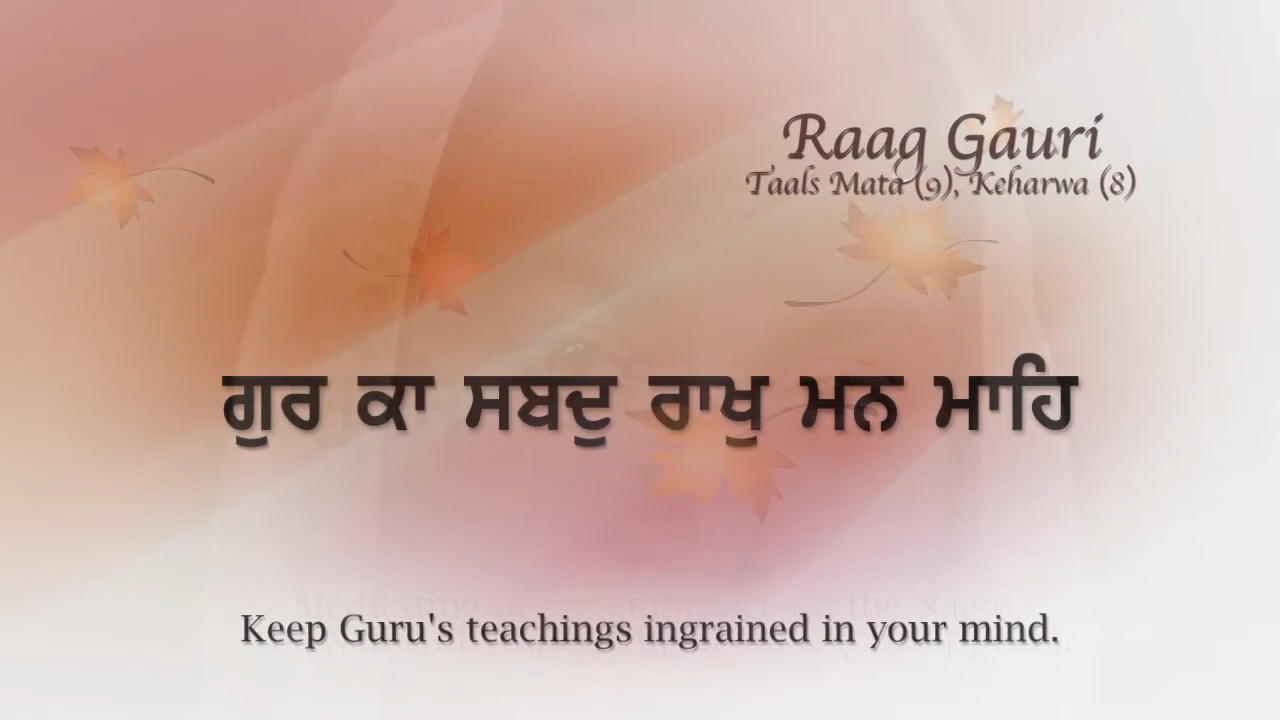 Raag Gauri
Taals Mata (9), Keharwa (8)
ਗੁਰ ਕਾ ਸਬਦੁ ਰਾਖੁ ਮਨ ਮਾਹਿ
Keep Guru's teachings ingrained in your mind.